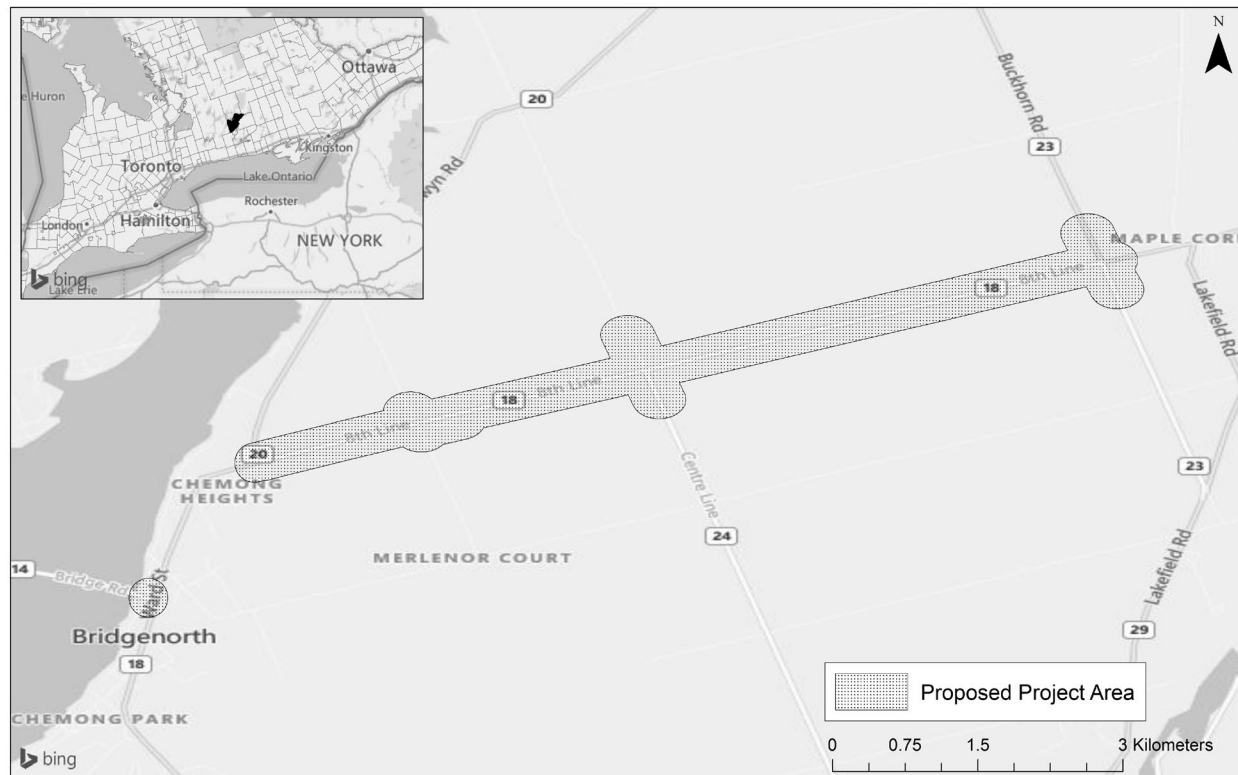 N
Ottawa
e Huron
Kingston
Toronto
Lake Ontario
Rochester
Hamilton
London
NEW YORK
bing
Lake Erie
20
Buckhorn Rd
23
wyn Rd
MAPLE COR
18
8th Line
Lakefield Rd
18
8th Line
8th Line
20
CHEMONG
HEIGHTS
Centre Line
23
24
MERLENOR COURT
14
Bridge Rd
Ward St
Lakefield Rd
Bridgenorth
29
18
Proposed Project Area
CHEMONG PARK
0 0.75 1.5 3 Kilometers
bing